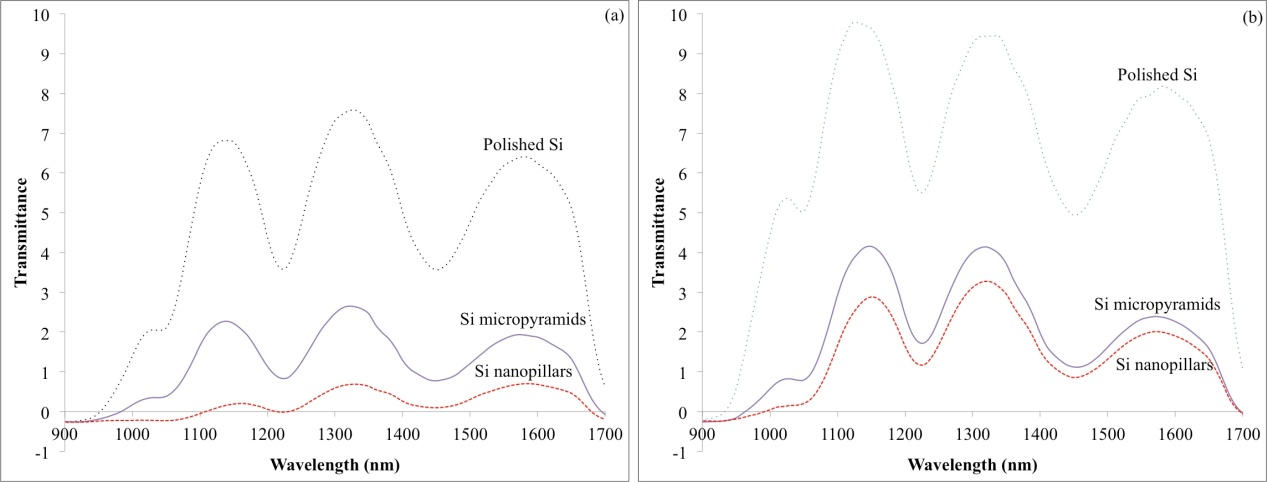 (a)
10
9
8
7
6
5
4
3
2
1
0
-1
Transmittance
Polished Si
Si micropyramids
Si nanopillars
900 1000 1100 1200 1300 1400 1500 1600 1700
Wavelength (nm)
(b)
10
9
8
7
6
5
4
3
2
1
0
-1
Transmittance
Polished Si
Si micropyramids
Si nanopillars
900 1000 1100 1200 1300 1400 1500 1600 1700
Wavelength (nm)